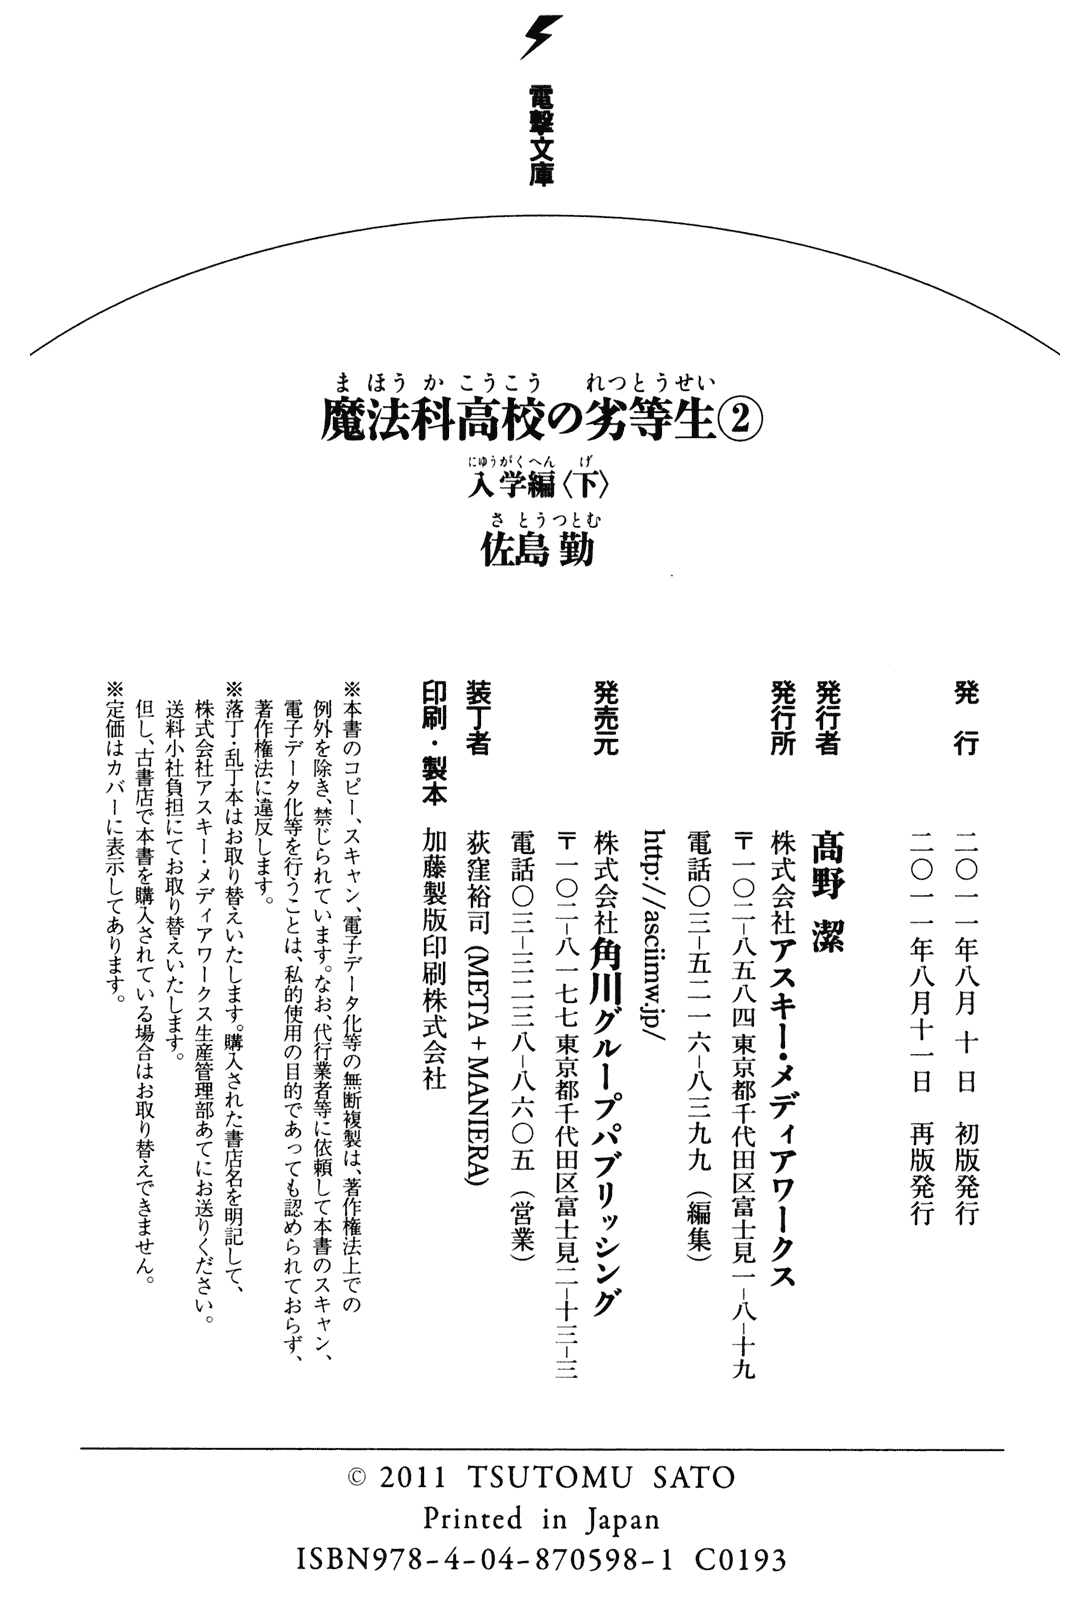 電撃文庫
まほうかこうこう れつとうせい
魔法科高校の劣等生②
にゅうがくへん げ
入学編〈下〉
さとうつとむ
佐島 勤
発行 二〇一一年八月 十 日 初版発行
二〇一一年八月十一日 再版発行
発行者 髙野 潔
発行所 株式会社アスキー・メディアワークス
〒一〇二-八五八四 東京都千代田区富士見一-八-十九
電話〇三-五二一六-八三九九(編集)
http://asciimw.jp/
発売元 株式会社角川グループパブリッシング
〒一〇二-八一七七 東京都千代田区富士見二-十三-三
電話〇三-三二三八-八六〇五(営業)
装丁者 荻窪裕司(META+MANIERA)
印刷・製本 加藤製版印刷株式会社
※本書のコピー、スキャン、電子データ化等の無断複製は、著作権法上での
例外を除き、禁じられています。なお、代行業者等に依頼して本書のスキャン、
電子データ化等を行うことは、私的使用の目的であっても認められておらず、
著作権法に違反します。
※落丁・乱丁本はお取り替えいたします。購入された書店名を明記して、
株式会社アスキー・メディアワークス生産管理部あてにお送りください。
送料小社負担にてお取り替えいたします。
但し、古書店で本書を購入されている場合はお取り替えできません。
※定価はカバーに表示してあります。
© 2011 TSUTOMU SATO
Printed in Japan
ISBN978-4-04-870598-1 C0193